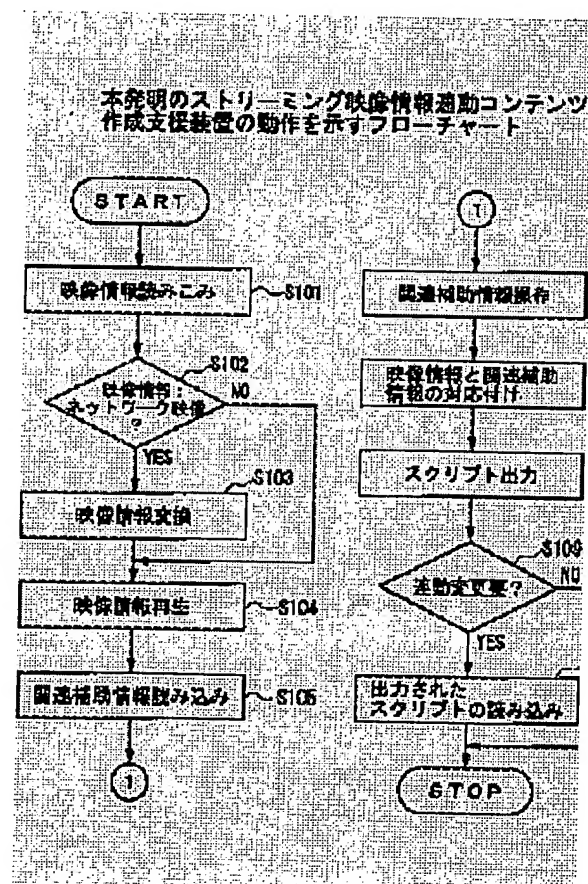 本発明のストリーミング映像情報連動コンテンツ
作成支援装置の動作を示すフローチャート
START
映像情報読みこみ
S101
S102
映像情報:
ネットワーク映像
?
NO
YES
S103
映像情報変換
映像情報再生
S104
関連補助情報読み込み
S105
1
1
関連補助情報操作
映像情報と関連補助
情報の対応付け
スクリプト出力
S109
連動変更要?
NO
YES
出力された
スクリプトの読み込み
STOP